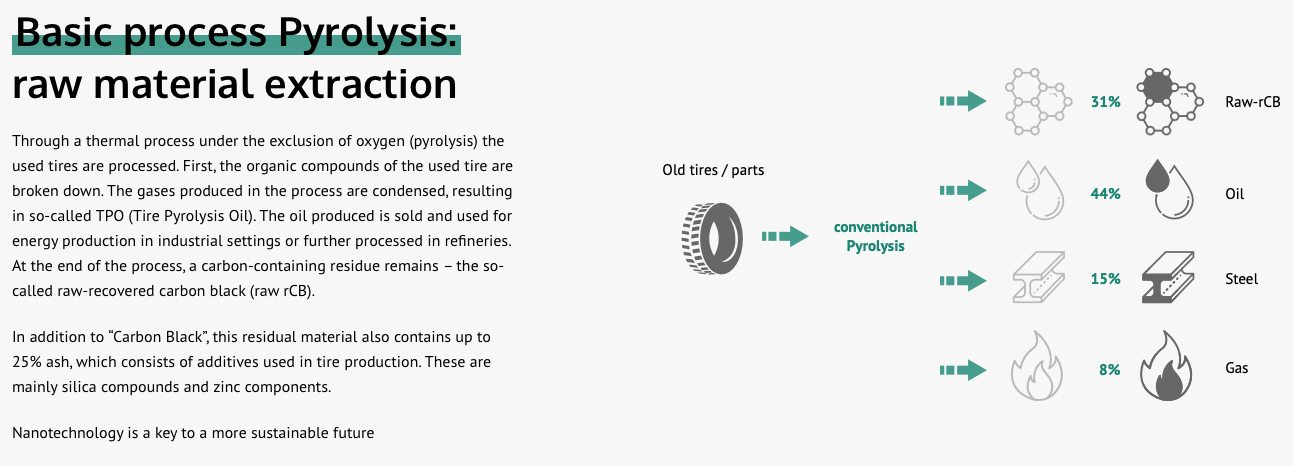 Basic process Pyrolysis:
raw material extraction
Through a thermal process under the exclusion of oxygen (pyrolysis) the
used tires are processed. First, the organic compounds of the used tire are
broken down. The gases produced in the process are condensed, resulting
in so-called TPO (Tire Pyrolysis Oil). The oil produced is sold and used for
energy production in industrial settings or further processed in refineries.
At the end of the process, a carbon-containing residue remains – the so-
called raw-recovered carbon black (raw rCB).
In addition to “Carbon Black”, this residual material also contains up to
25% ash, which consists of additives used in tire production. These are
mainly silica compounds and zinc components.
Nanotechnology is a key to a more sustainable future
Old tires / parts
conventional
Pyrolysis
31% Raw-rCB
44% Oil
15% Steel
8% Gas